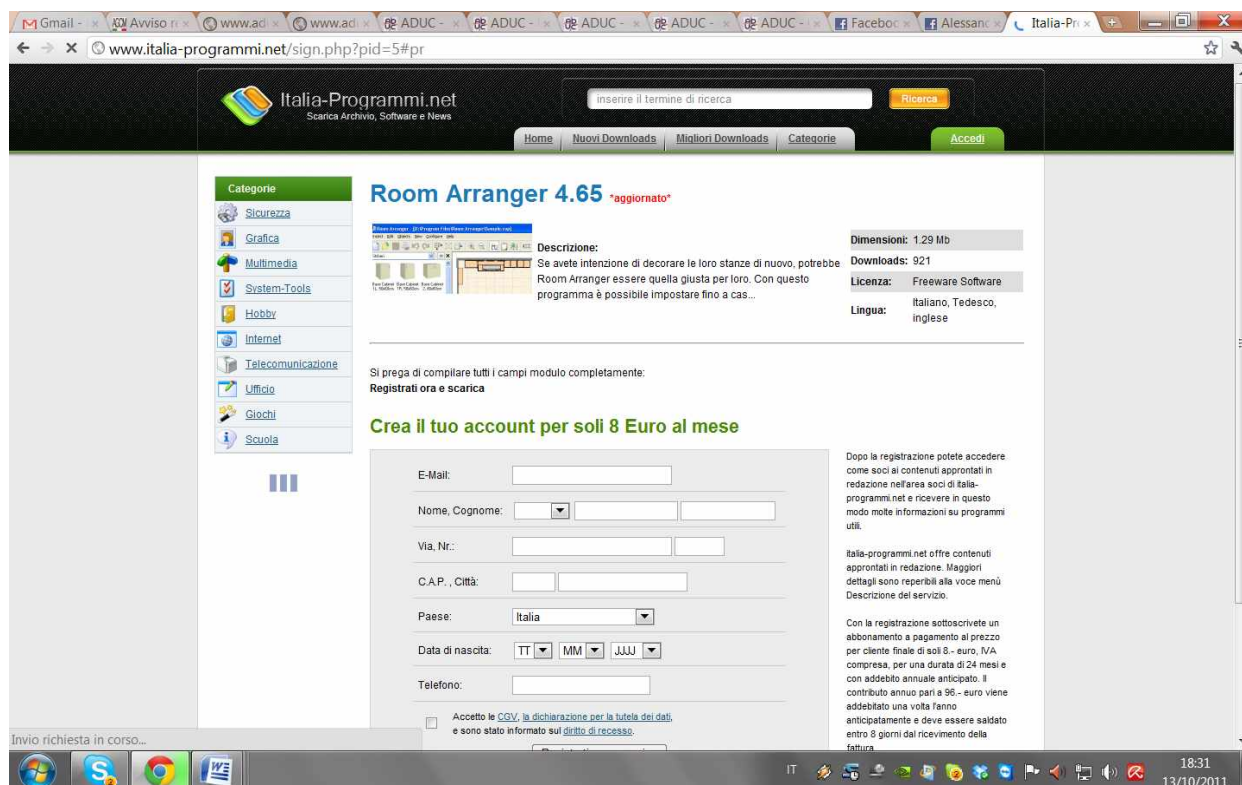 Gmail -
Avviso re
www.adi
www.ad
ADUC -
ADUC -
ADUC -
ADUC -
Faceboc
Alessanc
Italia-Pro
www.italia-programmi.net/sign.php?pid=5#pr
Italia-Programmi.net
Scarica Archivio, Software e News
inserire il termine di ricerca
Ricerca
Home
Nuovi Downloads
Migliori Downloads
Categorie
Accedi
Categorie
Sicurezza
Grafica
Multimedia
System-Tools
Hobby
Internet
Telecomunicazione
Ufficio
Giochi
Scuola
Room Arranger 4.65 *aggiornato*
Descrizione:
Se avete intenzione di decorare le loro stanze di nuovo, potrebbe
Room Arranger essere quella giusta per loro. Con questo
programma è possibile impostare fino a cas...
Dimensioni: 1.29 Mb
Downloads: 921
Licenza: Freeware Software
Lingua: Italiano, Tedesco,
inglese
Si prega di compilare tutti i campi modulo completamente:
Registrati ora e scarica
Crea il tuo account per soli 8 Euro al mese
E-Mail:
Nome, Cognome:
Via, Nr.:
C.A.P. , Città:
Paese: Italia
Data di nascita: TT MM JJJJ
Telefono:
Accetto le CGV, la dichiarazione per la tutela dei dati,
e sono stato informato sul diritto di recesso.
Dopo la registrazione potete accedere
come soci ai contenuti approntati in
redazione nell'area soci di italia-
programmi.net e ricevere in questo
modo molte informazioni su programmi
utili.
italia-programmi.net offre contenuti
approntati in redazione. Maggiori
dettagli sono reperibili alla voce menù
Descrizione del servizio.
Con la registrazione sottoscrivete un
abbonamento a pagamento al prezzo
per cliente finale di soli 8.- euro, IVA
compresa, per una durata di 24 mesi e
con addebito annuale anticipato. Il
contributo annuo pari a 96.- euro viene
addebitato una volta l'anno
anticipatamente e deve essere saldato
entro 8 giorni dal ricevimento della
fattura
Invio richiesta in corso...
IT
18:31
13/10/2011